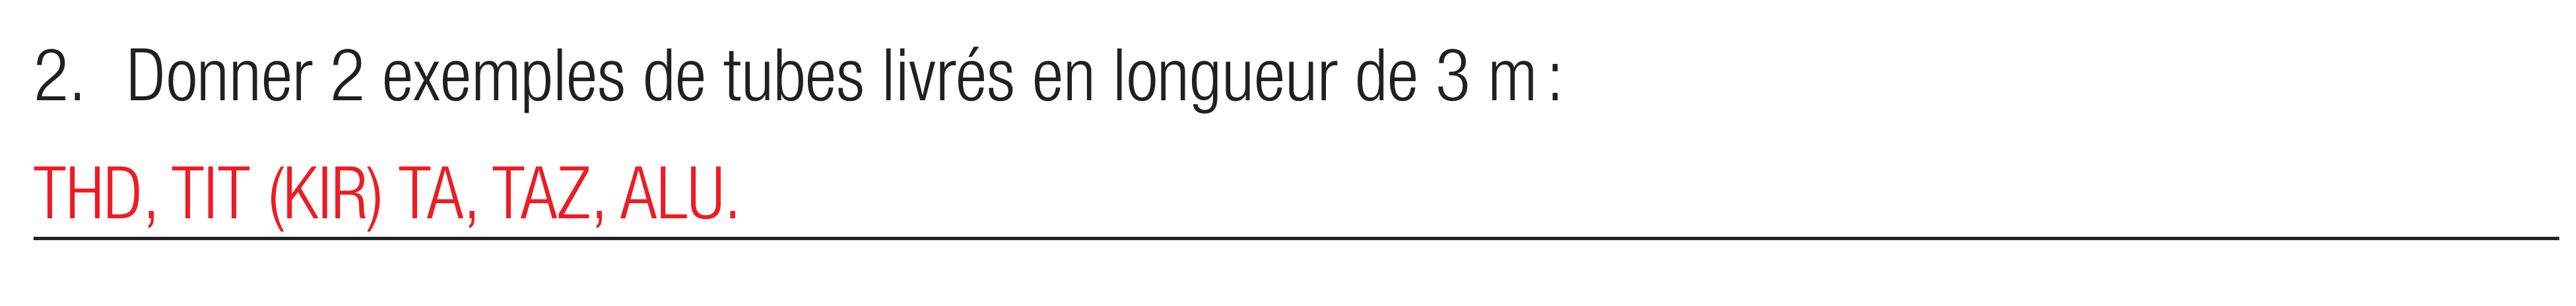 2. Donner 2 exemples de tubes livrés en longueur de 3 m :
THD, TIT (KIR) TA, TAZ, ALU.